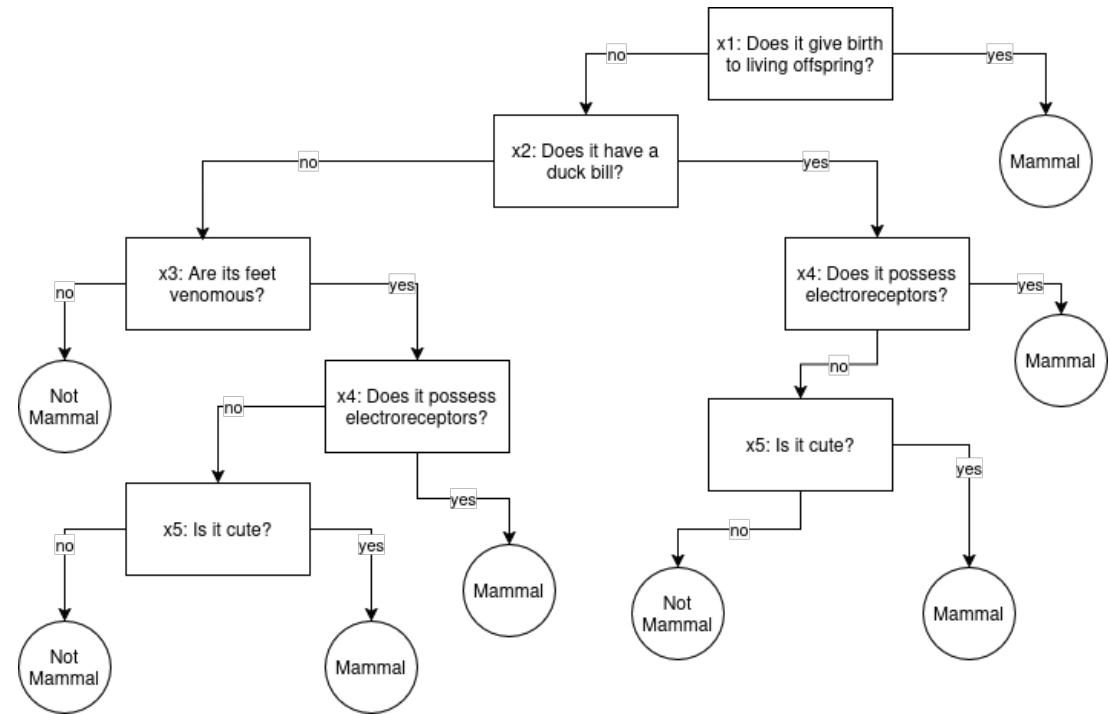 x1: Does it give birth
to living offspring?
no
yes
x2: Does it have a
duck bill?
Mammal
no
yes
x3: Are its feet
venomous?
x4: Does it possess
electroreceptors?
no
yes
yes
Mammal
no
Not
Mammal
x4: Does it possess
electroreceptors?
no
x5: Is it cute?
yes
yes
x5: Is it cute?
no
no
yes
Mammal
Not
Mammal
Mammal
Not
Mammal
Mammal